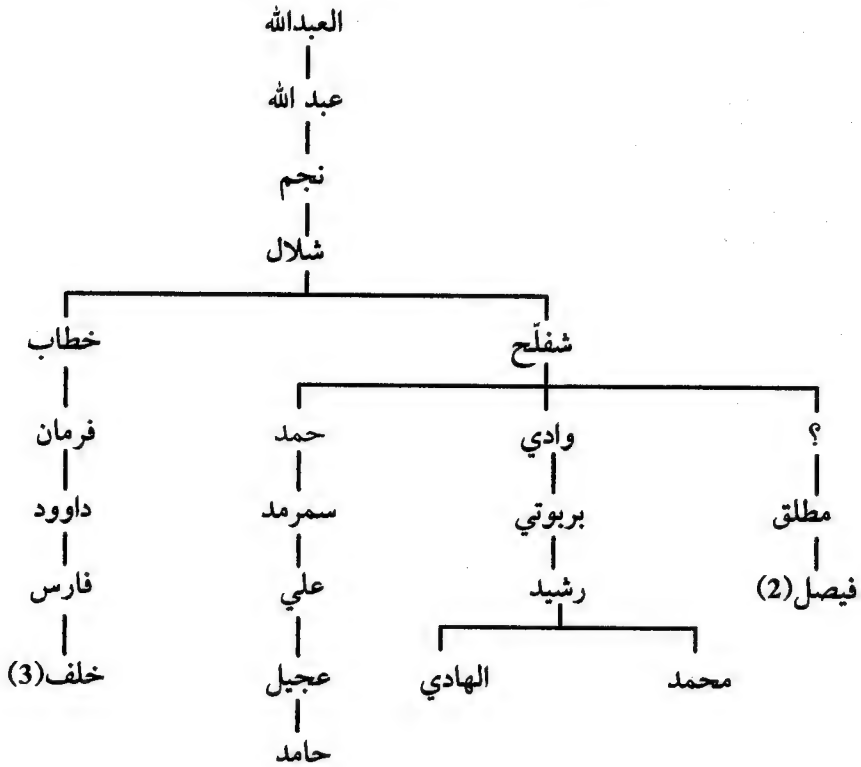 العبدالله
عبد الله
نجم
شلال
شفلّح خطاب
؟ وادي حمد فرمان
مطلق بربوتي سمرمد داوود
فيصل(2) رشيد علي فارس
محمد الهادي عجيل خلف(3)
حامد